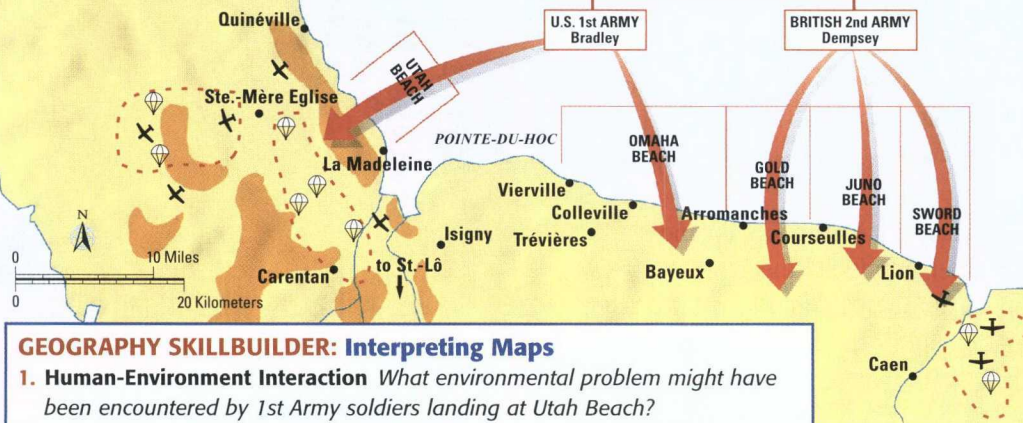 Quinéville
U.S. 1st ARMY
Bradley
BRITISH 2nd ARMY
Dempsey
UTAH
BEACH
Ste.-Mère Eglise
POINTE-DU-HOC
OMAHA
BEACH
La Madeleine
GOLD
BEACH
JUNO
BEACH
Vierville
Colleville
Arromanches
SWORD
BEACH
N
Isigny
Trévières
Courseulles
0 10 Miles
Carentan
to St.-Lô
Bayeux
Lion
0 20 Kilometers
Caen
GEOGRAPHY SKILLBUILDER: Interpreting Maps
1. Human-Environment Interaction What environmental problem might have
been encountered by 1st Army soldiers landing at Utah Beach?